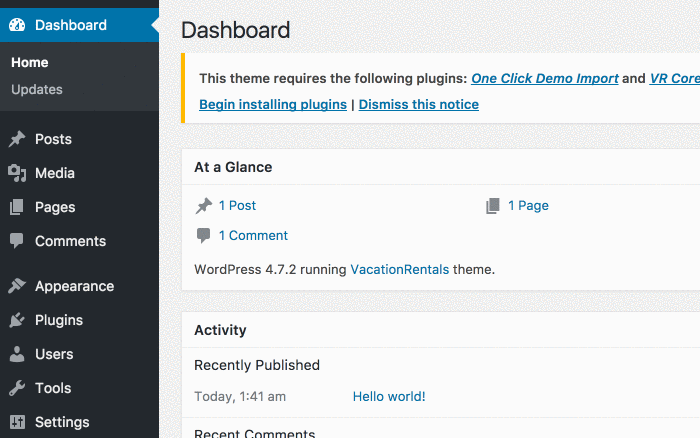 Dashboard
Home
Updates
Posts
Media
Pages
Comments
Appearance
Plugins
Users
Tools
Settings
Dashboard
This theme requires the following plugins: One Click Demo Import and VR Core
Begin installing plugins | Dismiss this notice
At a Glance
1 Post 1 Page
1 Comment
WordPress 4.7.2 running VacationRentals theme.
Activity
Recently Published
Today, 1:41 am Hello world!
Recent Comments